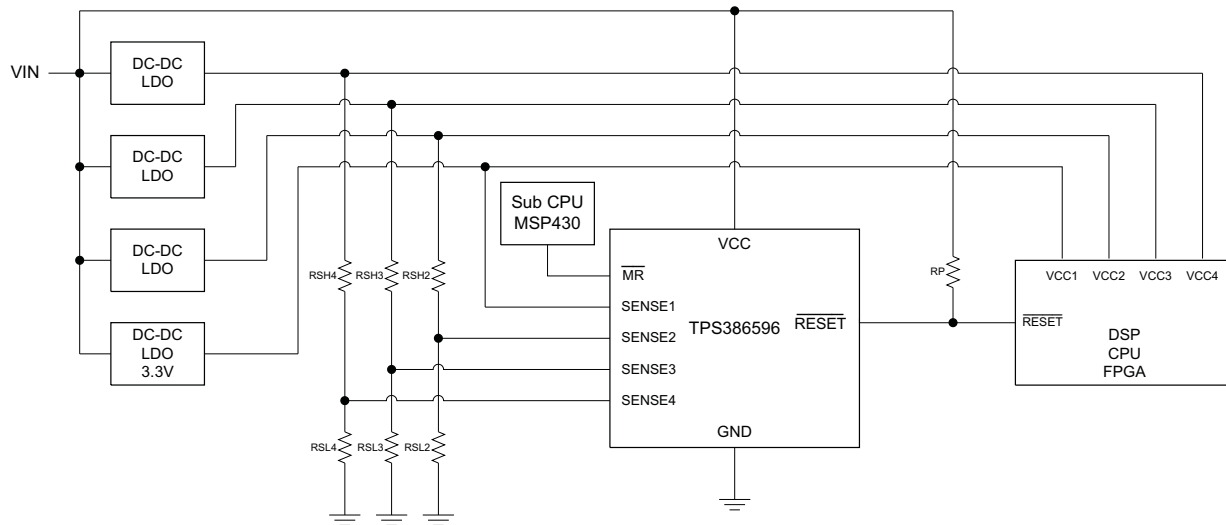 VIN
DC-DC
LDO
DC-DC
LDO
DC-DC
LDO
DC-DC
LDO
3.3V
RSH4
RSH3
RSH2
RSL4
RSL3
RSL2
Sub CPU
MSP430
VCC
MR
SENSE1
SENSE2
SENSE3
SENSE4
TPS386596
RESET
GND
RP
VCC1
VCC2
VCC3
VCC4
RESET
DSP
CPU
FPGA